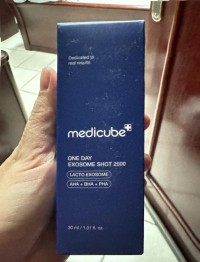 Dedicated to
real results
medicube
ONE DAY
EXOSOME SHOT 2000
LACTO EXOSOME
AHA + BHA + PHA
30 ml / 1.01 fl. oz.